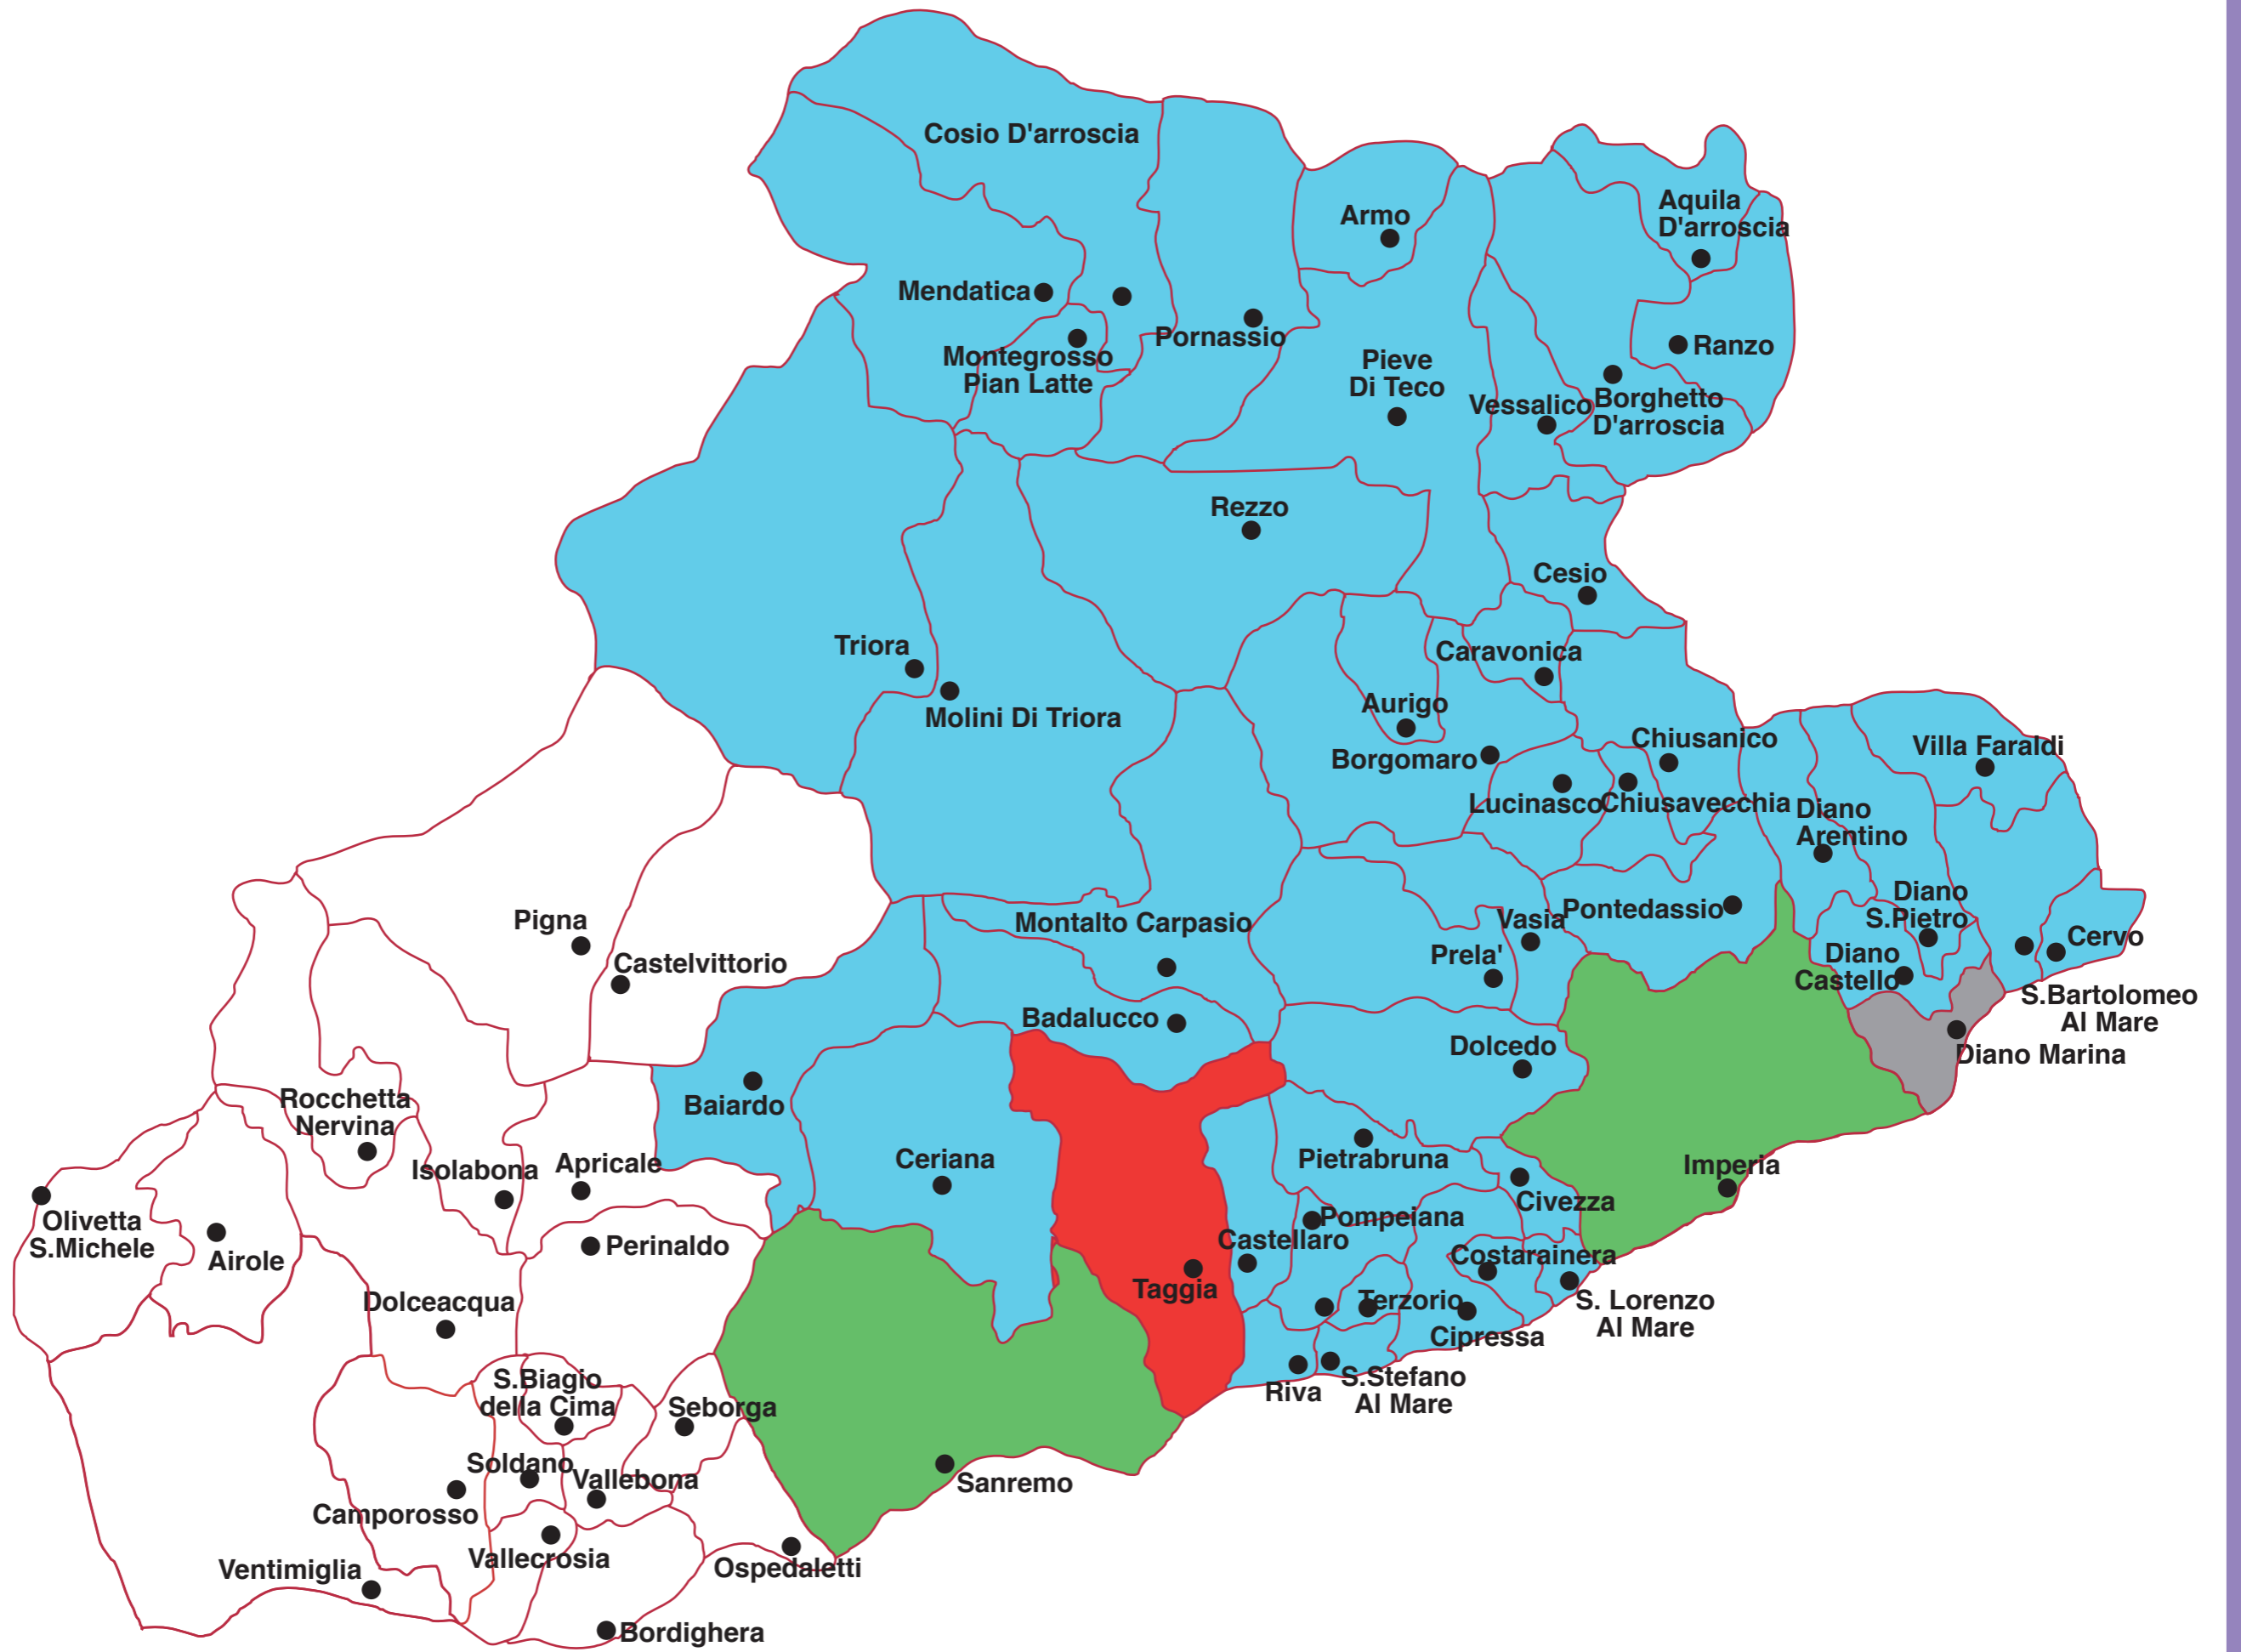 Cosio D'arroscia
Armo
Aquila
D'arroscia
Mendatica
Pornassio
Montegrosso
Pian Latte
Ranzo
Pieve
Di Teco
Vessalico
Borghetto
D'arroscia
Rezzo
Cesio
Triora
Caravonica
Molini Di Triora
Aurigo
Borgomaro
Chiusanico
Villa Faraldi
Lucinasco
Chiusavecchia
Diano
Arentino
Pigna
Castelvittorio
Montalto Carpasio
Vasia
Pontedassio
Diano
S.Pietro
Cervo
Prela'
Diano
Castello
S.Bartolomeo
Al Mare
Badalucco
Dolcedo
Diano Marina
Rocchetta
Nervina
Baiardo
Isolabona
Apricale
Ceriana
Pietrabruna
Imperia
Civezza
Olivetta
S.Michele
Airole
Perinaldo
Pompeiana
Castellaro
Costarainera
Taggia
Dolceacqua
Terzorio
S. Lorenzo
Al Mare
Cipressa
S.Biagio
della Cima
Seborga
Riva
S.Stefano
Al Mare
Soldano
Vallebona
Sanremo
Camporosso
Vallecrosia
Ventimiglia
Ospedaletti
Bordighera